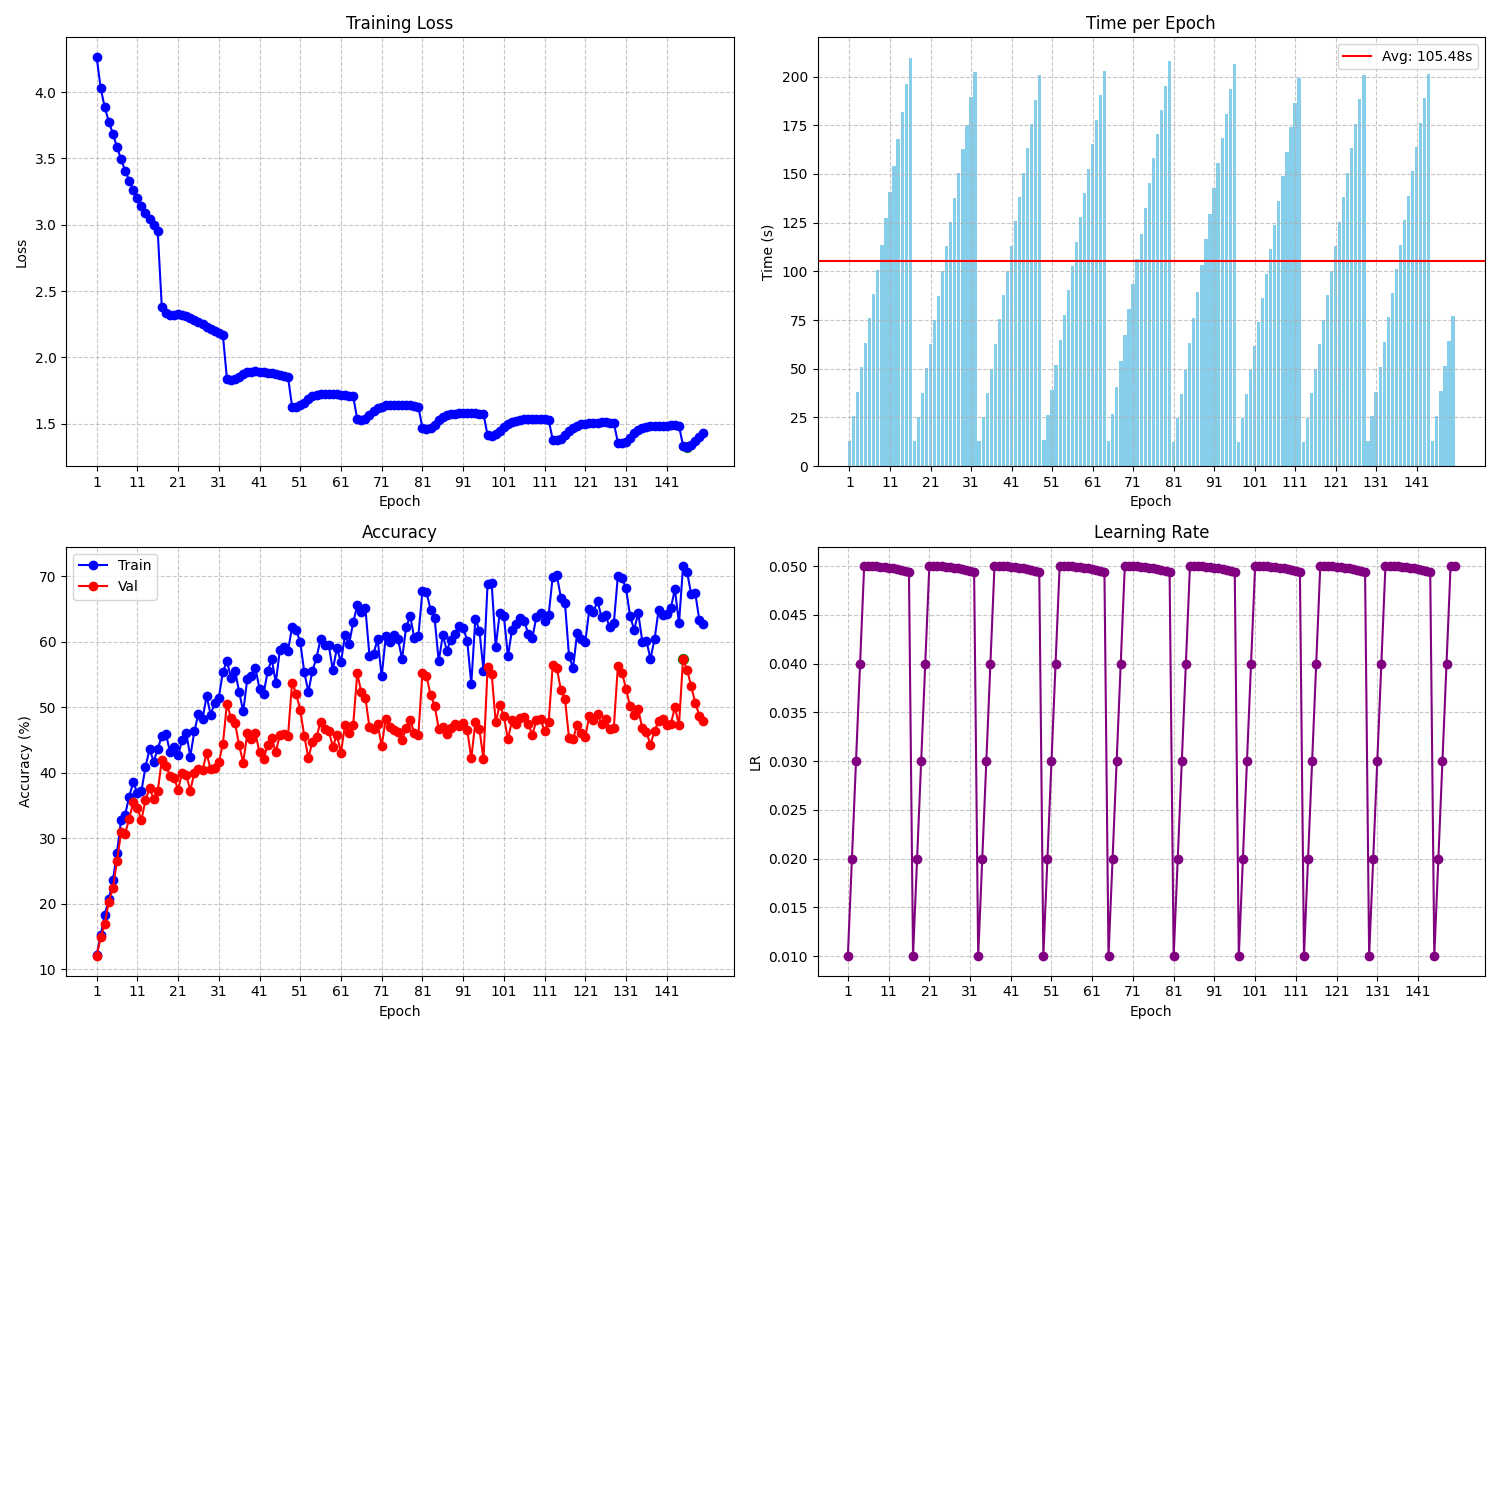 Training Loss
Loss
4.0
3.5
3.0
2.5
2.0
1.5
1 11 21 31 41 51 61 71 81 91 101 111 121 131 141
Epoch
Time per Epoch
Avg: 105.48s
Time (s)
200
175
150
125
100
75
50
25
0
1 11 21 31 41 51 61 71 81 91 101 111 121 131 141
Epoch
Accuracy
Train
Val
Accuracy (%)
70
60
50
40
30
20
10
1 11 21 31 41 51 61 71 81 91 101 111 121 131 141
Epoch
Learning Rate
LR
0.050
0.045
0.040
0.035
0.030
0.025
0.020
0.015
0.010
1 11 21 31 41 51 61 71 81 91 101 111 121 131 141
Epoch